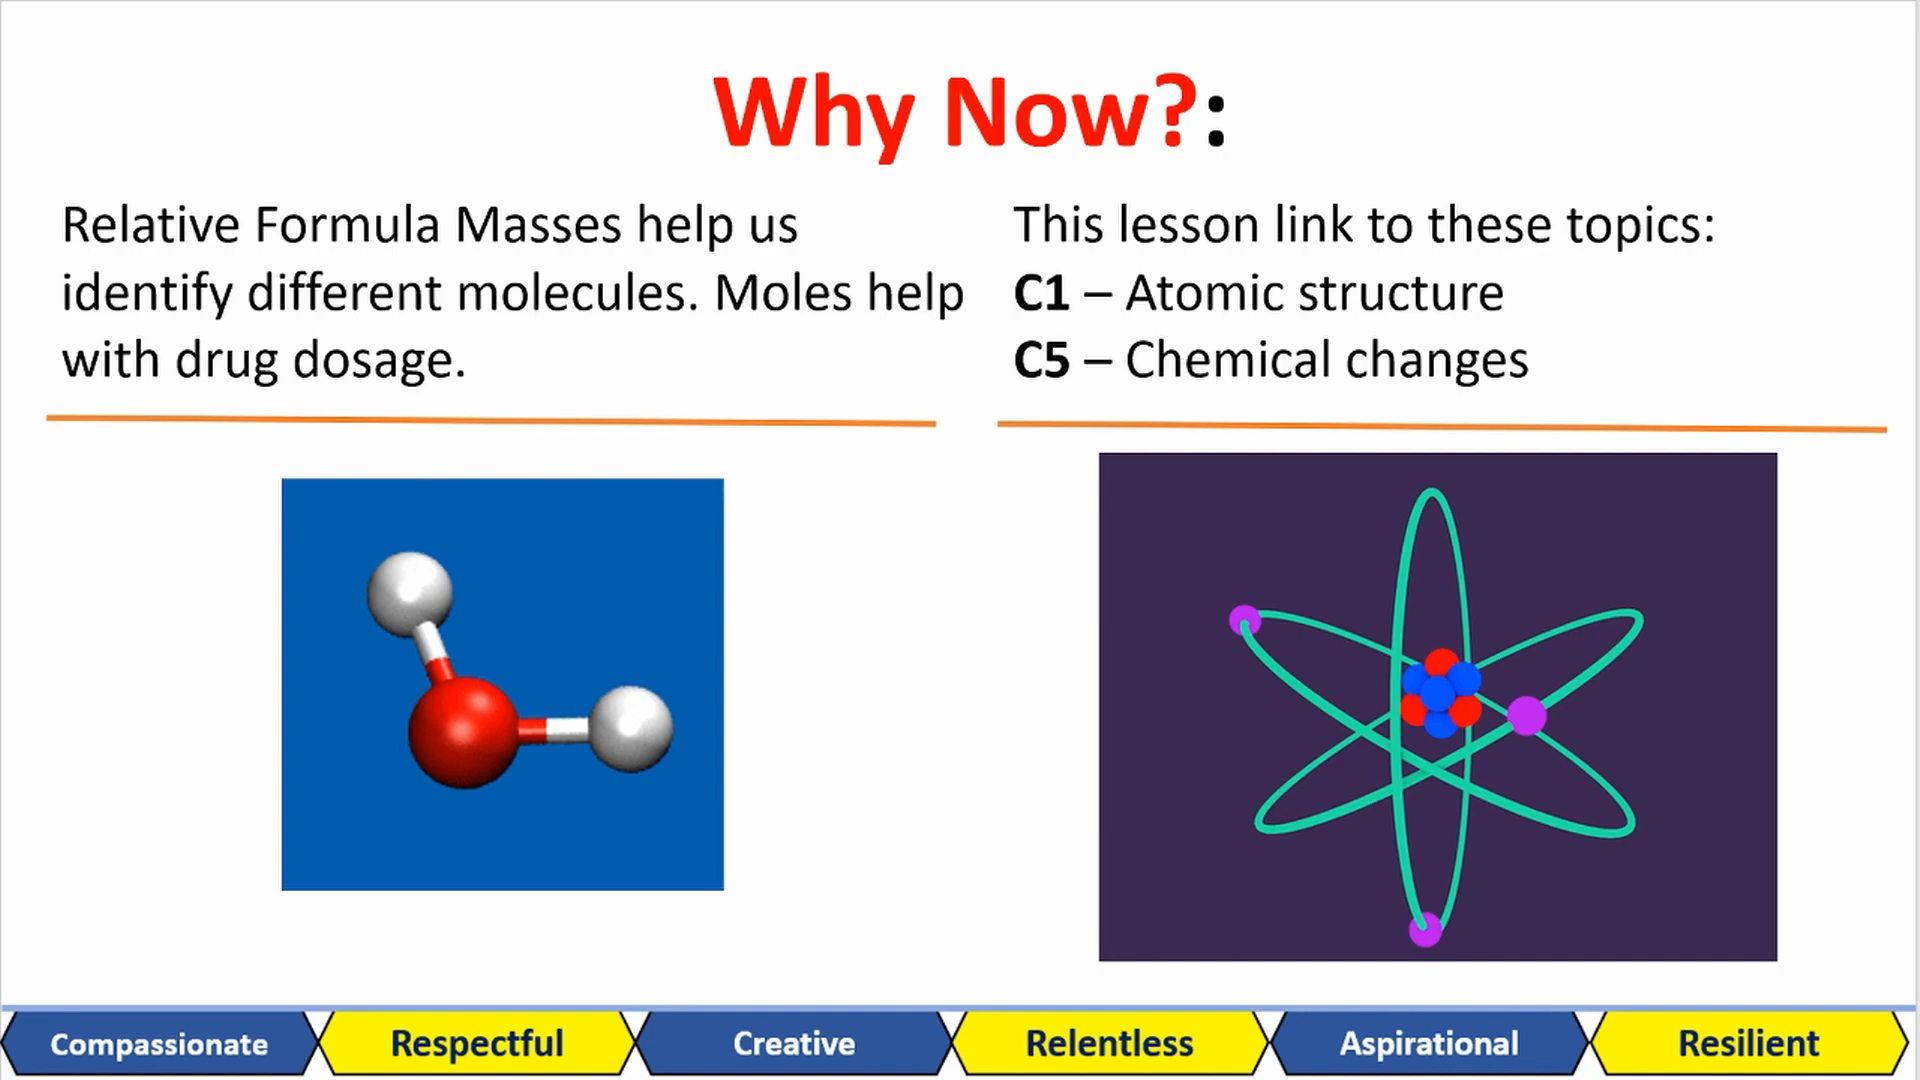 Why Now?:
Relative Formula Masses help us
identify different molecules. Moles help
with drug dosage.
This lesson link to these topics:
C1 – Atomic structure
C5 – Chemical changes
Compassionate
Respectful
Creative
Relentless
Aspirational
Resilient